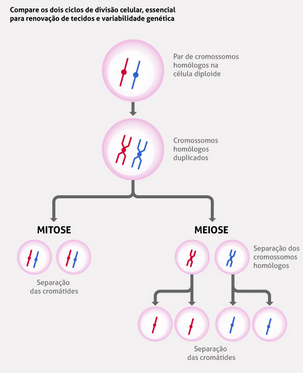 Compare os dois ciclos de divisão celular, essencial
para renovação de tecidos e variabilidade genética
Par de cromossomos
homólogos na
célula diploide
Cromossomos
homólogos
duplicados
MITOSE
MEIOSE
Separação
das cromátides
Separação dos
cromossomos
homólogos
Separação
das cromátides